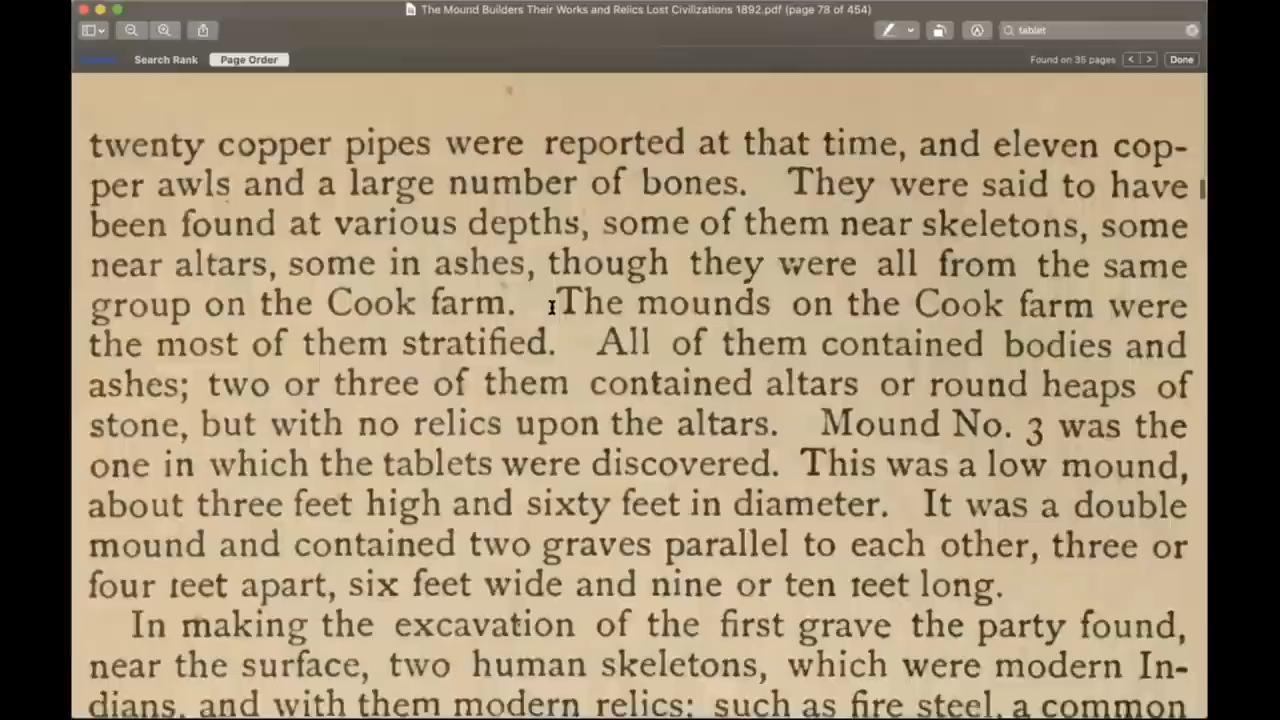 The Mound Builders Their Works and Relics Lost Civilizations 1892.pdf (page 78 of 454)
tablet
Search Rank Page Order Found on 35 pages < > Done
twenty copper pipes were reported at that time, and eleven cop-
per awls and a large number of bones. They were said to have
been found at various depths, some of them near skeletons, some
near altars, some in ashes, though they were all from the same
group on the Cook farm. The mounds on the Cook farm were
the most of them stratified. All of them contained bodies and
ashes; two or three of them contained altars or round heaps of
stone, but with no relics upon the altars. Mound No. 3 was the
one in which the tablets were discovered. This was a low mound,
about three feet high and sixty feet in diameter. It was a double
mound and contained two graves parallel to each other, three or
four feet apart, six feet wide and nine or ten feet long.
In making the excavation of the first grave the party found,
near the surface, two human skeletons, which were modern In-
dians, and with them modern relics; such as fire steel, a common